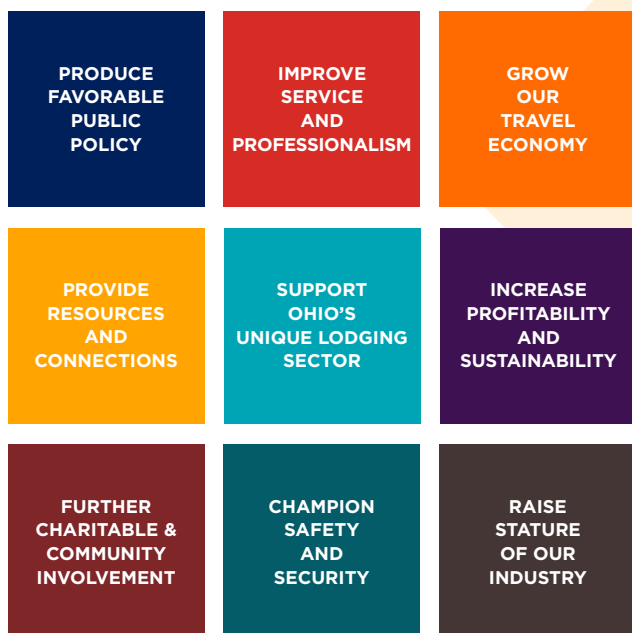 PRODUCE
FAVORABLE
PUBLIC
POLICY
IMPROVE
SERVICE
AND
PROFESSIONALISM
GROW
OUR
TRAVEL
ECONOMY
PROVIDE
RESOURCES
AND
CONNECTIONS
SUPPORT
OHIO’S
UNIQUE LODGING
SECTOR
INCREASE
PROFITABILITY
AND
SUSTAINABILITY
FURTHER
CHARITABLE &
COMMUNITY
INVOLVEMENT
CHAMPION
SAFETY
AND
SECURITY
RAISE
STATURE
OF OUR
INDUSTRY